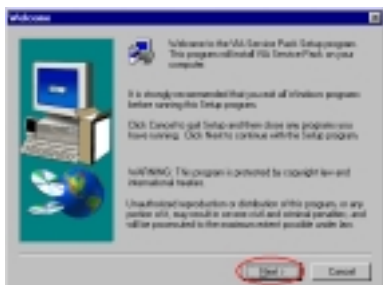 Welcome
Welcome to the VIA Service Pack Setup program.
This program will install VIA Service Pack on your
computer.
It is strongly recommended that you exit all Windows programs
before running this Setup program.
Click Cancel to quit Setup and then close any programs you
have running. Click Next to continue with the Setup program.
WARNING: This program is protected by copyright law and
international treaties.
Unauthorized reproduction or distribution of this program, or any
portion of it, may result in severe civil and criminal penalties, and
will be prosecuted to the maximum extent possible under law.
Next >
Cancel